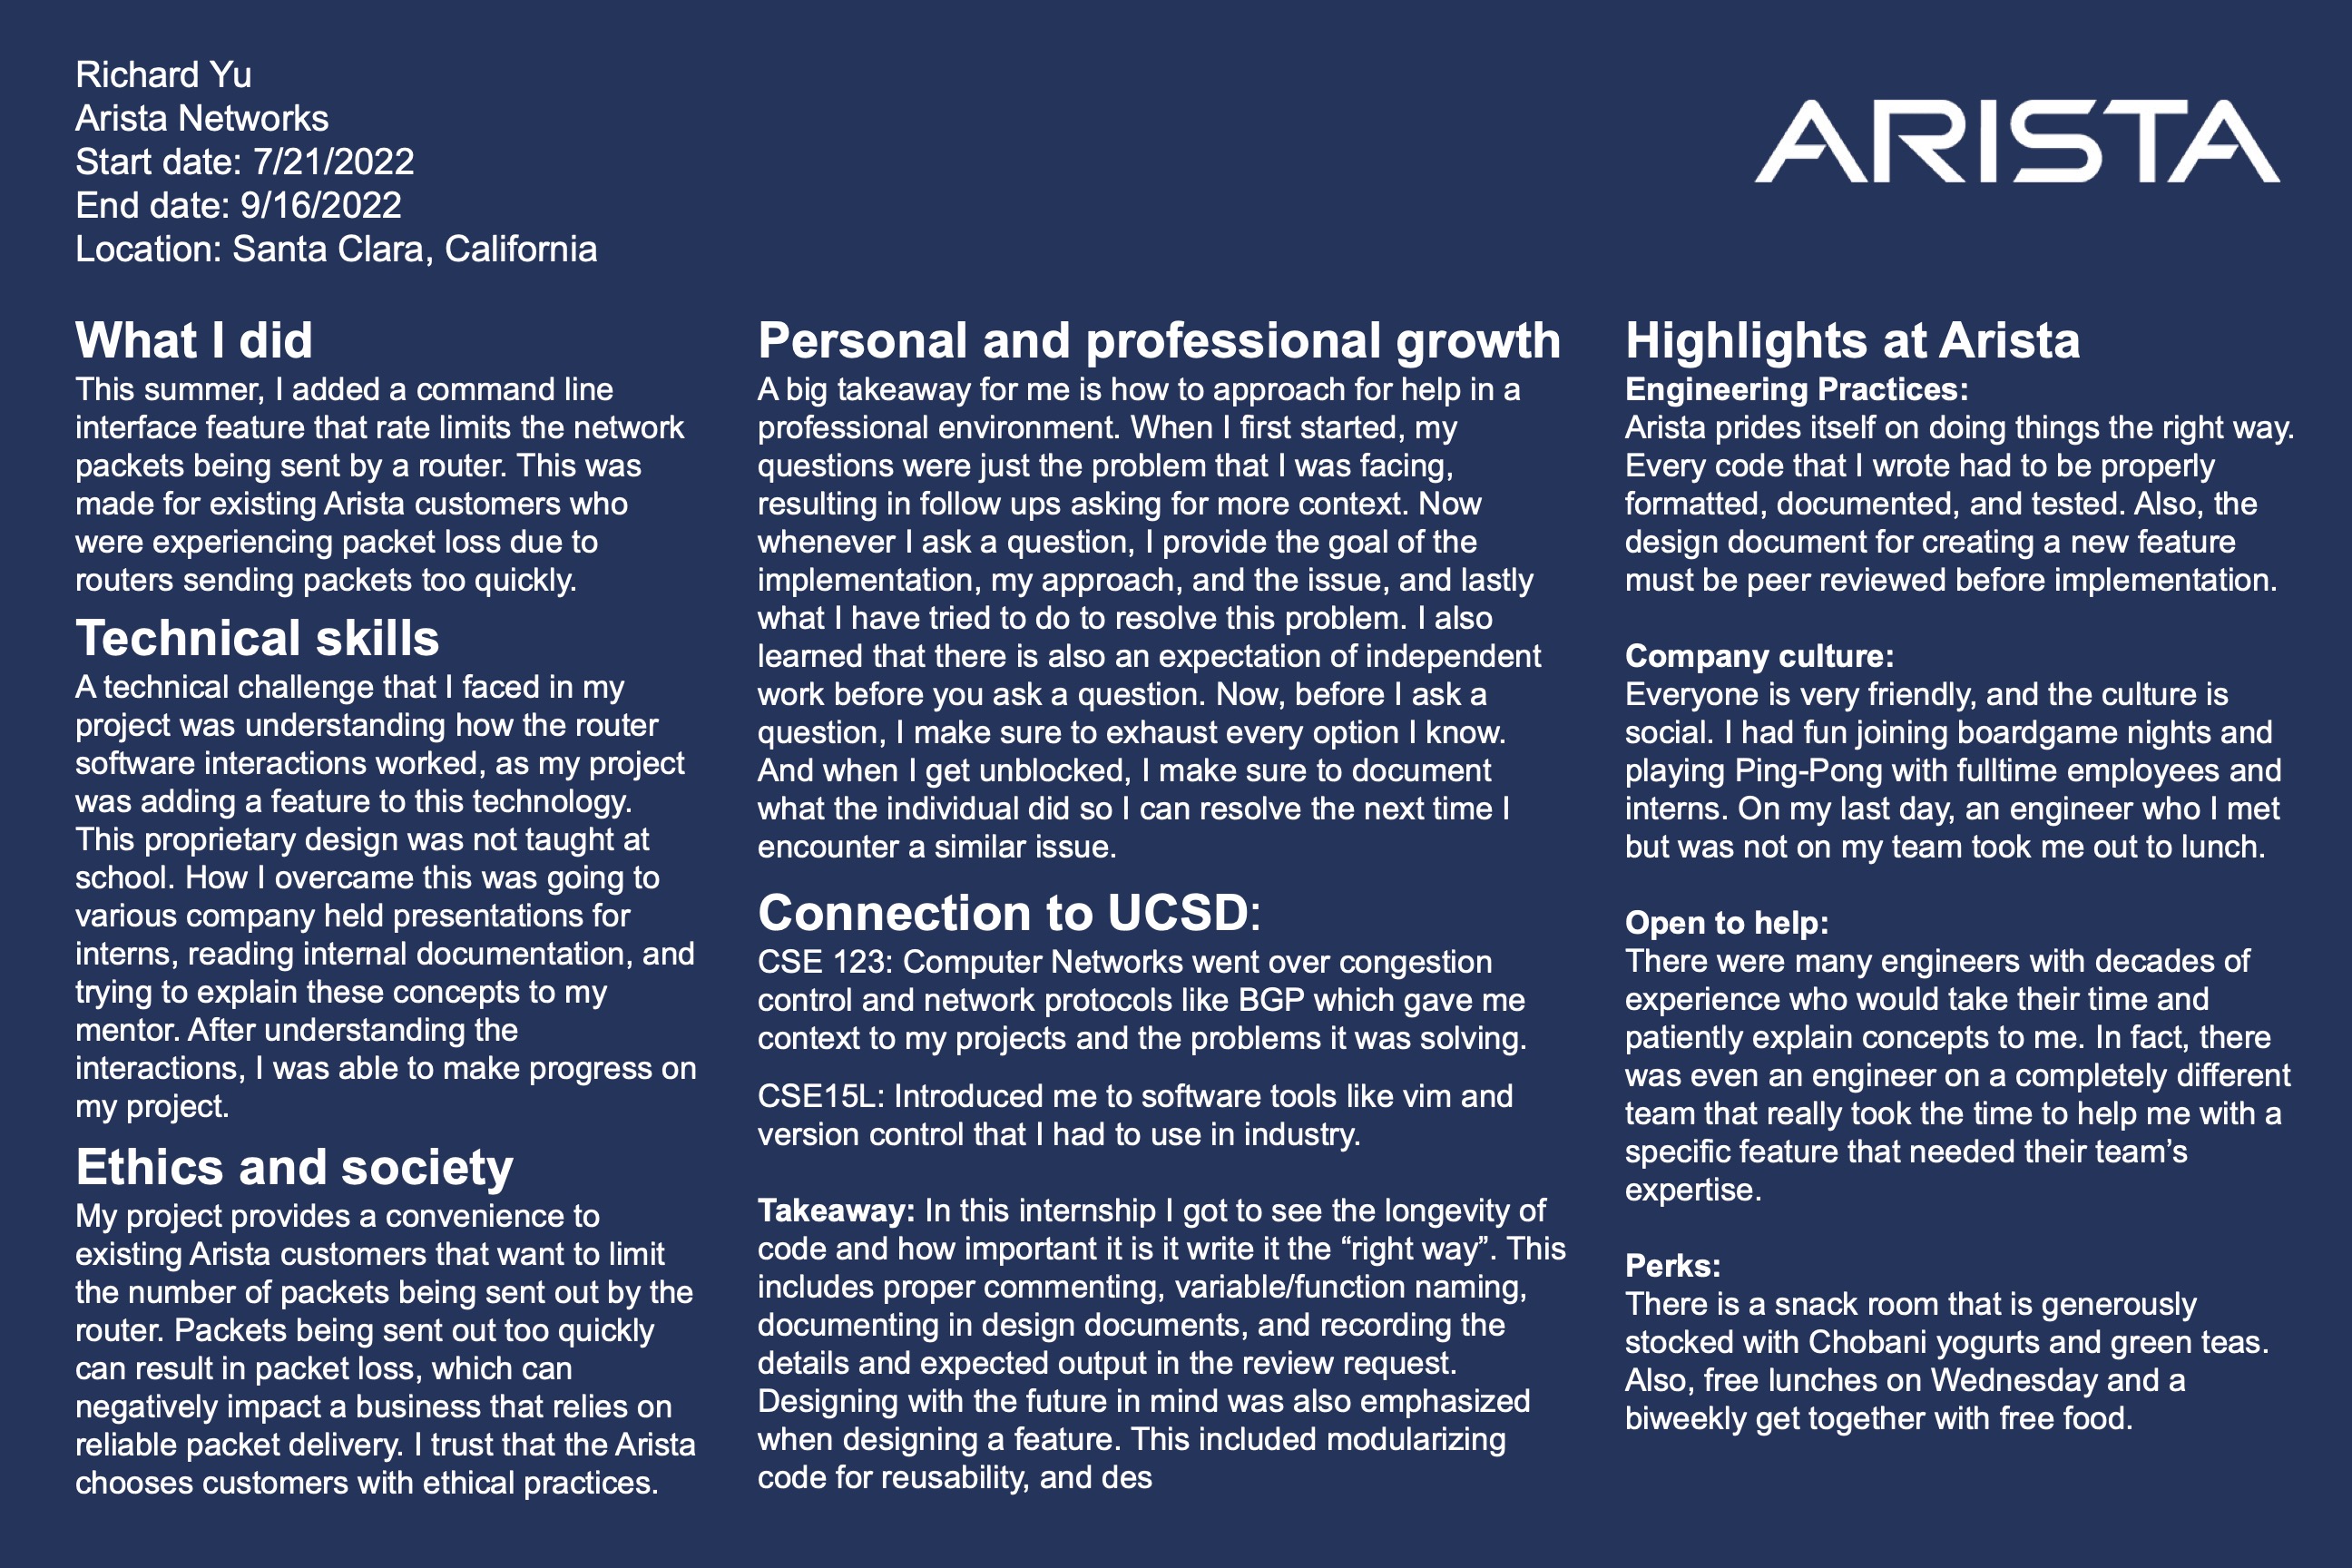 Richard Yu
Arista Networks
Start date: 7/21/2022
End date: 9/16/2022
Location: Santa Clara, California
ARISTA
What I did
This summer, I added a command line
interface feature that rate limits the network
packets being sent by a router. This was
made for existing Arista customers who
were experiencing packet loss due to
routers sending packets too quickly.
Technical skills
A technical challenge that I faced in my
project was understanding how the router
software interactions worked, as my project
was adding a feature to this technology.
This proprietary design was not taught at
school. How I overcame this was going to
various company held presentations for
interns, reading internal documentation, and
trying to explain these concepts to my
mentor. After understanding the
interactions, I was able to make progress on
my project.
Ethics and society
My project provides a convenience to
existing Arista customers that want to limit
the number of packets being sent out by the
router. Packets being sent out too quickly
can result in packet loss, which can
negatively impact a business that relies on
reliable packet delivery. I trust that the Arista
chooses customers with ethical practices.
Personal and professional growth
A big takeaway for me is how to approach for help in a
professional environment. When I first started, my
questions were just the problem that I was facing,
resulting in follow ups asking for more context. Now
whenever I ask a question, I provide the goal of the
implementation, my approach, and the issue, and lastly
what I have tried to do to resolve this problem. I also
learned that there is also an expectation of independent
work before you ask a question. Now, before I ask a
question, I make sure to exhaust every option I know.
And when I get unblocked, I make sure to document
what the individual did so I can resolve the next time I
encounter a similar issue.
Connection to UCSD:
CSE 123: Computer Networks went over congestion
control and network protocols like BGP which gave me
context to my projects and the problems it was solving.
CSE15L: Introduced me to software tools like vim and
version control that I had to use in industry.
Takeaway: In this internship I got to see the longevity of
code and how important it is it write it the “right way”. This
includes proper commenting, variable/function naming,
documenting in design documents, and recording the
details and expected output in the review request.
Designing with the future in mind was also emphasized
when designing a feature. This included modularizing
code for reusability, and des
Highlights at Arista
Engineering Practices:
Arista prides itself on doing things the right way.
Every code that I wrote had to be properly
formatted, documented, and tested. Also, the
design document for creating a new feature
must be peer reviewed before implementation.
Company culture:
Everyone is very friendly, and the culture is
social. I had fun joining boardgame nights and
playing Ping-Pong with fulltime employees and
interns. On my last day, an engineer who I met
but was not on my team took me out to lunch.
Open to help:
There were many engineers with decades of
experience who would take their time and
patiently explain concepts to me. In fact, there
was even an engineer on a completely different
team that really took the time to help me with a
specific feature that needed their team’s
expertise.
Perks:
There is a snack room that is generously
stocked with Chobani yogurts and green teas.
Also, free lunches on Wednesday and a
biweekly get together with free food.